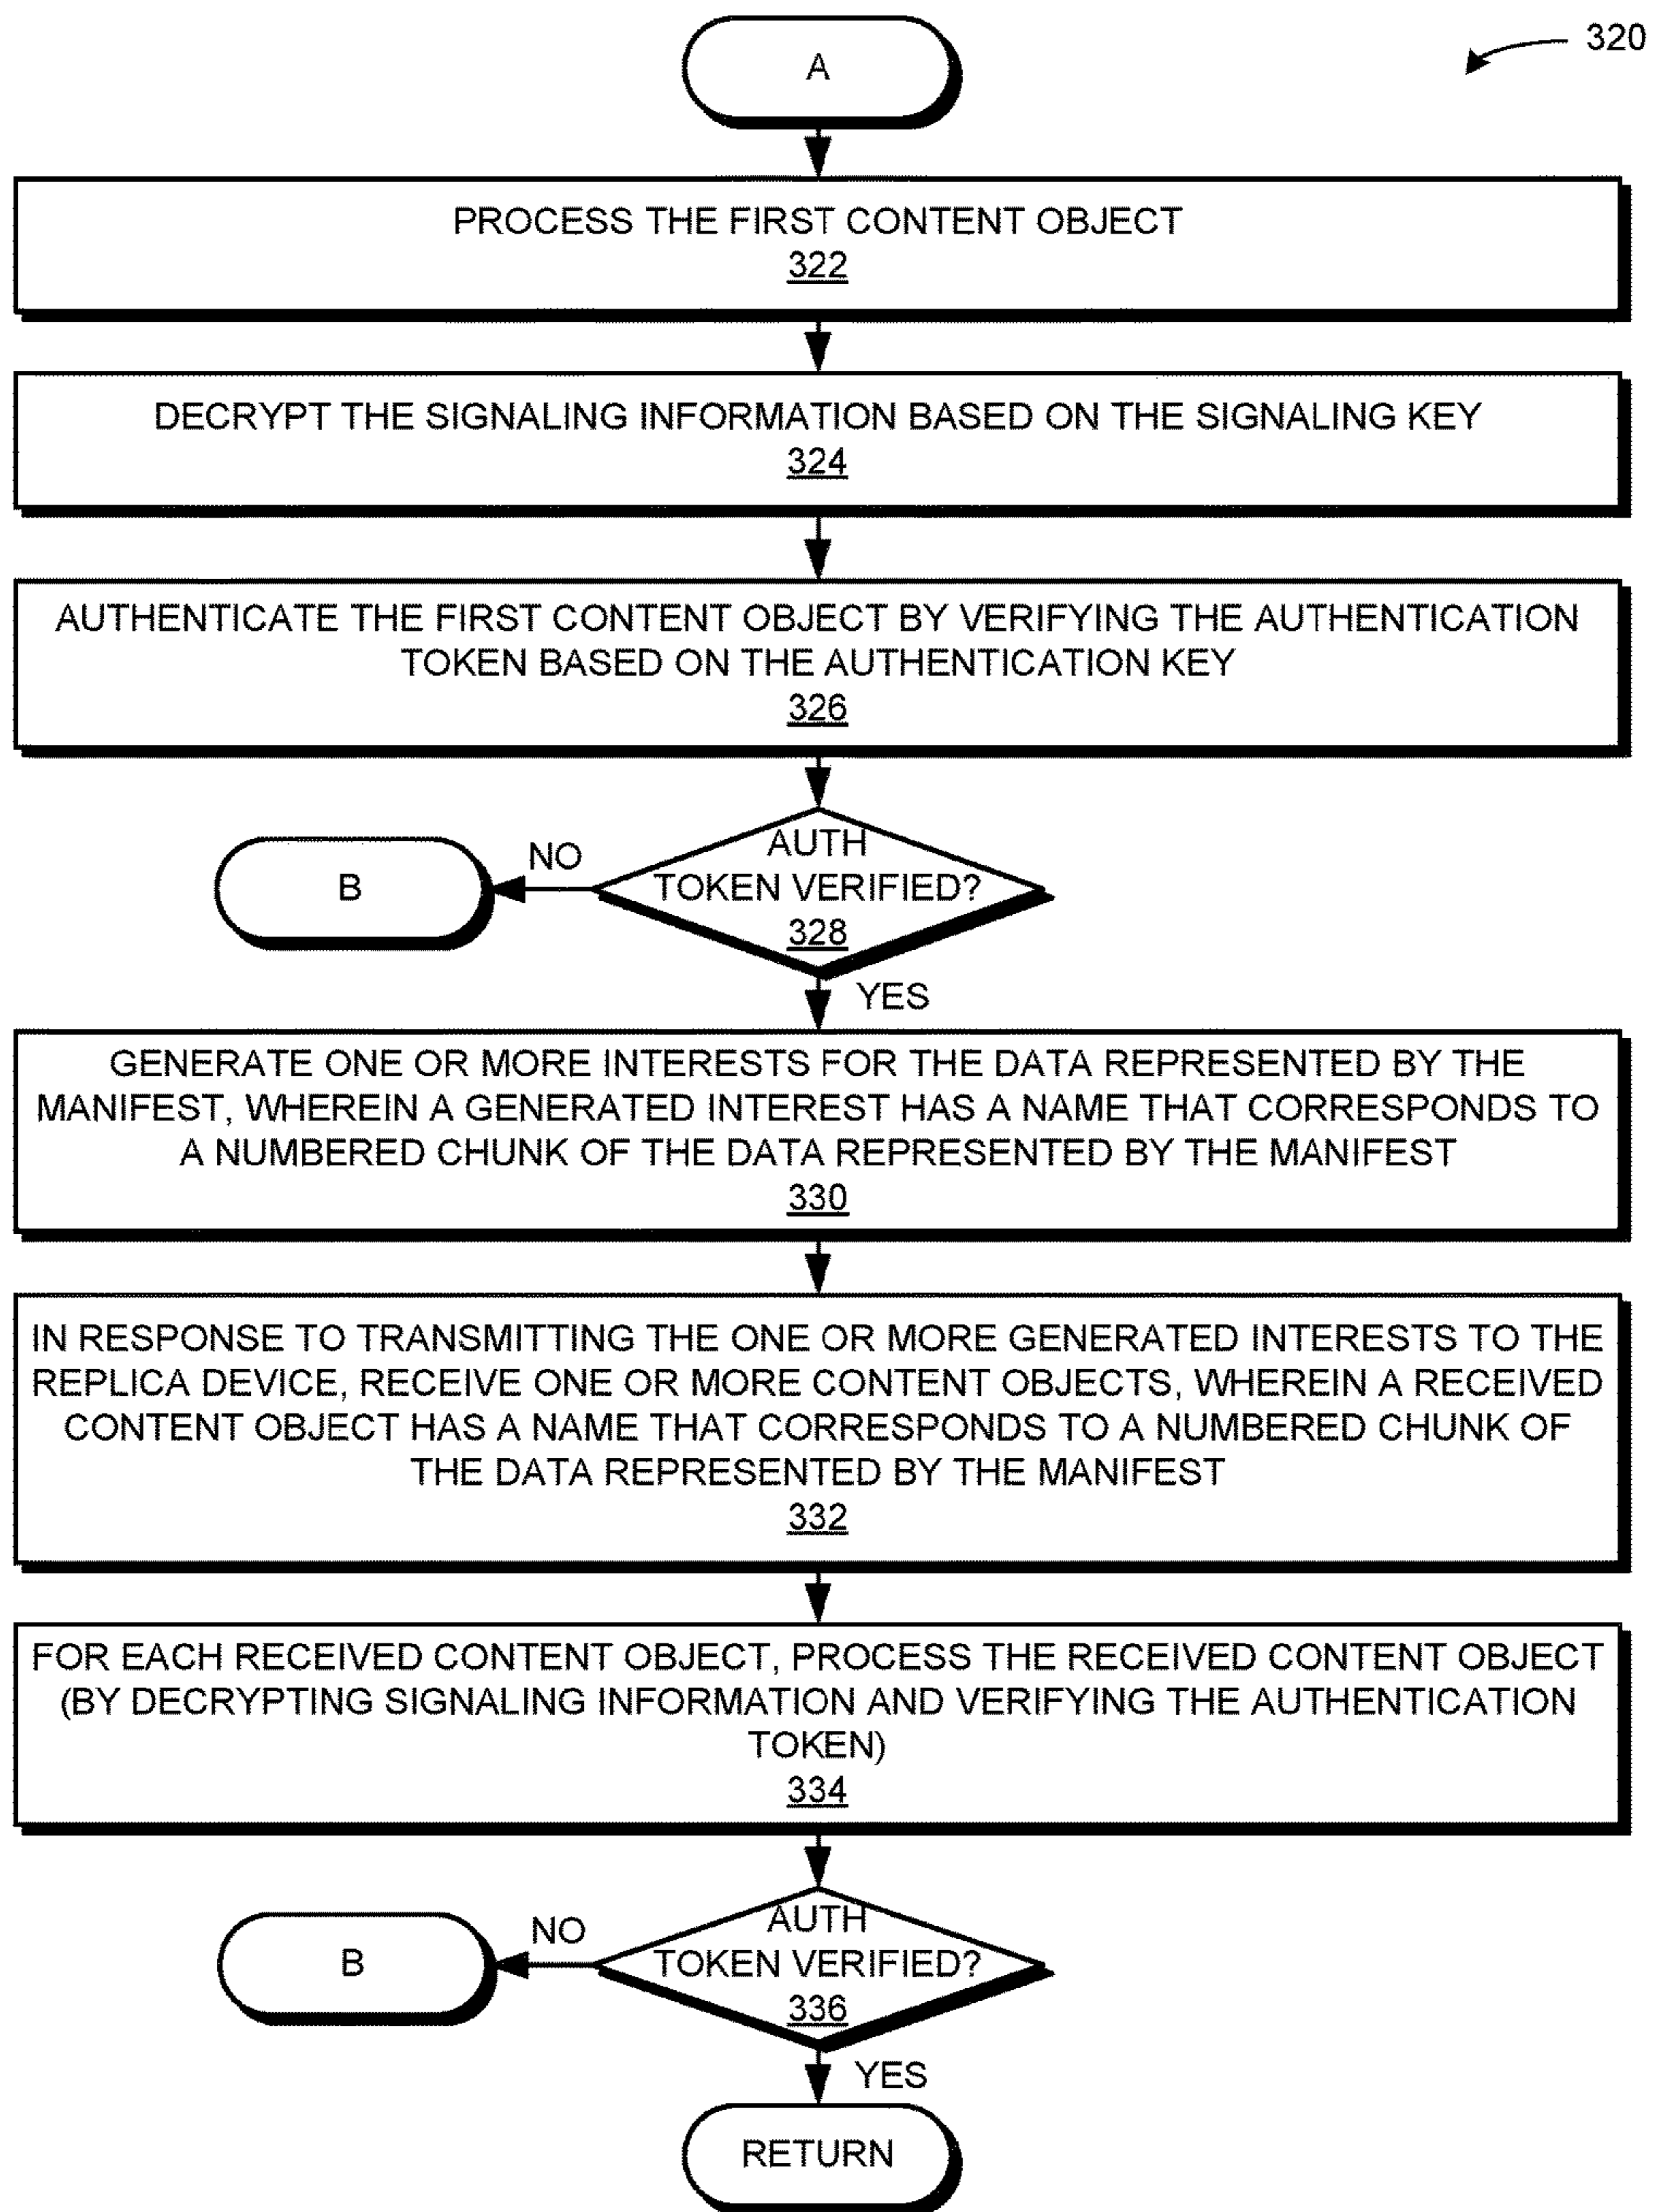 320
A
PROCESS THE FIRST CONTENT OBJECT
322
DECRYPT THE SIGNALING INFORMATION BASED ON THE SIGNALING KEY
324
AUTHENTICATE THE FIRST CONTENT OBJECT BY VERIFYING THE AUTHENTICATION
TOKEN BASED ON THE AUTHENTICATION KEY
326
AUTH
TOKEN VERIFIED?
328
NO
B
YES
GENERATE ONE OR MORE INTERESTS FOR THE DATA REPRESENTED BY THE
MANIFEST, WHEREIN A GENERATED INTEREST HAS A NAME THAT CORRESPONDS TO
A NUMBERED CHUNK OF THE DATA REPRESENTED BY THE MANIFEST
330
IN RESPONSE TO TRANSMITTING THE ONE OR MORE GENERATED INTERESTS TO THE
REPLICA DEVICE, RECEIVE ONE OR MORE CONTENT OBJECTS, WHEREIN A RECEIVED
CONTENT OBJECT HAS A NAME THAT CORRESPONDS TO A NUMBERED CHUNK OF
THE DATA REPRESENTED BY THE MANIFEST
332
FOR EACH RECEIVED CONTENT OBJECT, PROCESS THE RECEIVED CONTENT OBJECT
(BY DECRYPTING SIGNALING INFORMATION AND VERIFYING THE AUTHENTICATION
TOKEN)
334
AUTH
TOKEN VERIFIED?
336
NO
B
YES
RETURN